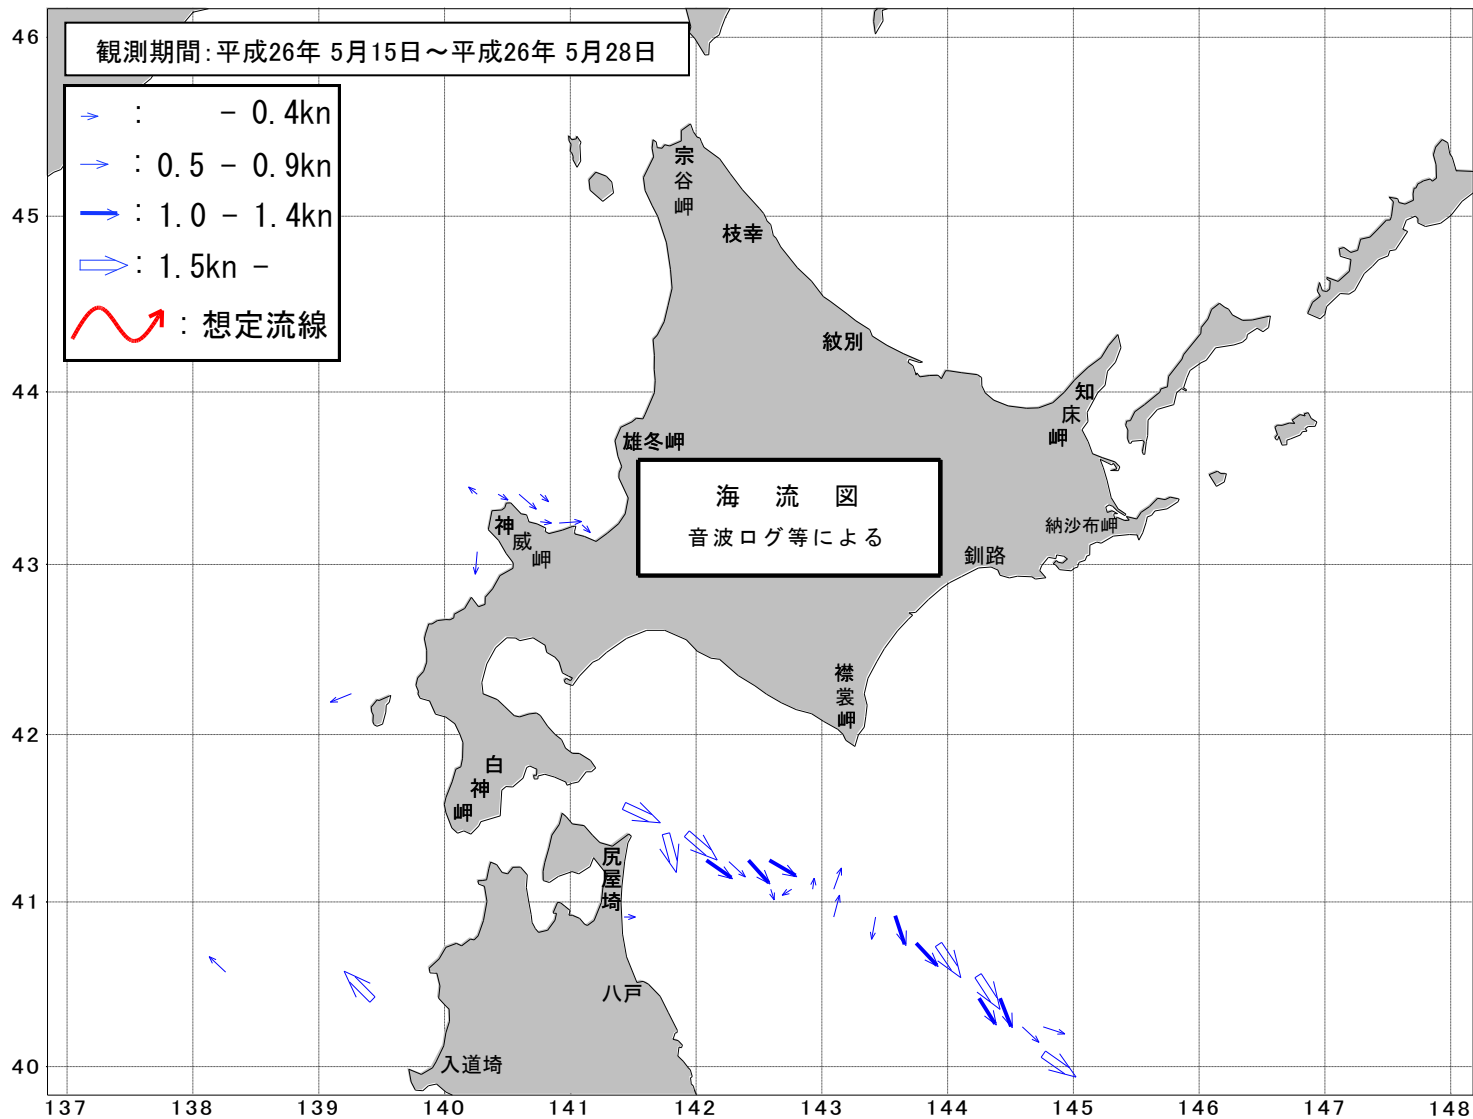 観測期間:平成26年 5月15日～平成26年 5月28日
: - 0.4kn
: 0.5 - 0.9kn
: 1.0 - 1.4kn
: 1.5kn -
: 想定流線
海 流 図
音波ログ等による
宗谷岬
枝幸
紋別
知床岬
雄冬岬
納沙布岬
釧路
神威岬
襟裳岬
白神岬
尻屋埼
八戸
入道埼
46
45
44
43
42
41
40
137 138 139 140 141 142 143 144 145 146 147 148